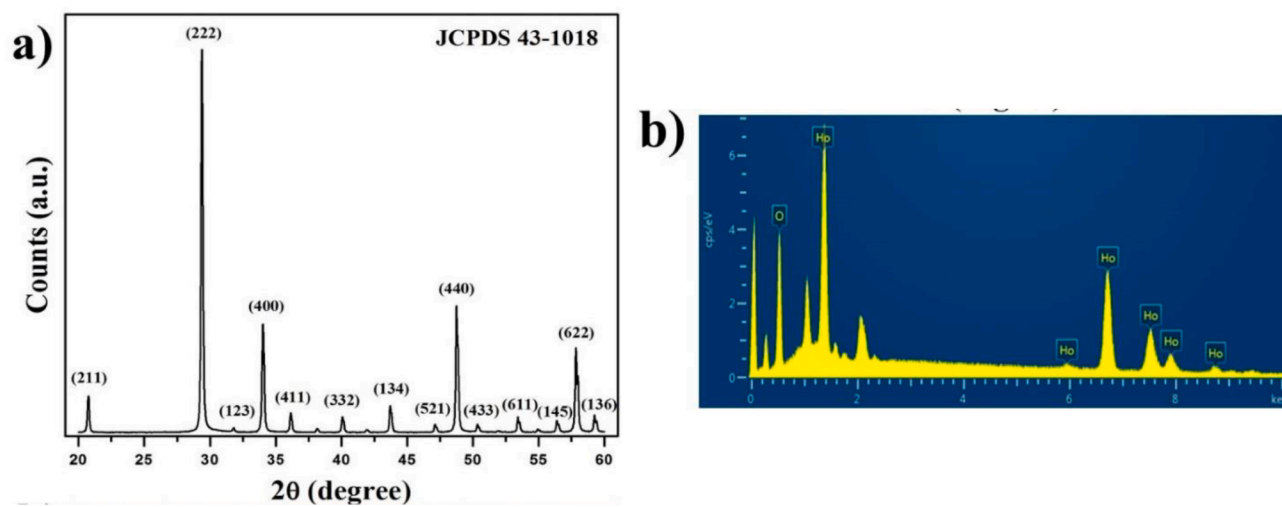 a)
JCPDS 43-1018
(222)
(400)
(440)
(622)
(211)
(123)
(411)
(332)
(134)
(521)
(433)
(611)
(145)
(136)
Counts (a.u.)
20 25 30 35 40 45 50 55 60
2θ (degree)
b)
Ho
O
Ho
Ho
Ho
Ho
Ho
cps/eV
6
4
2
0
0 2 4 6 8